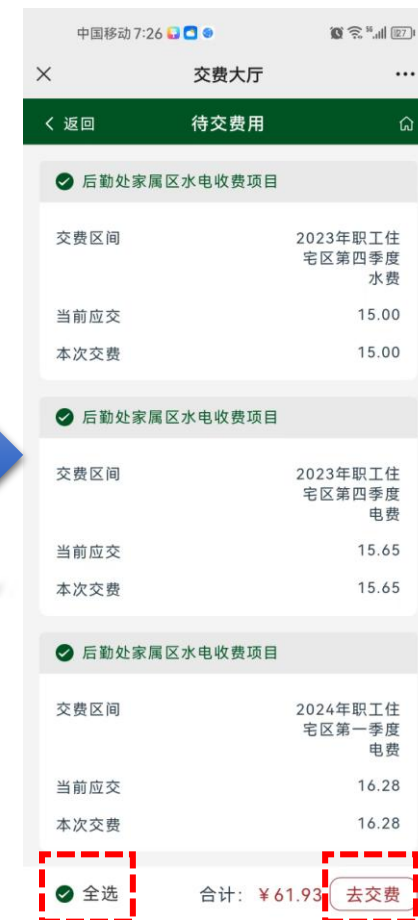 中国移动 7:26
交费大厅
返回 待交费用
后勤处家属区水电收费项目
交费区间 2023年职工住
宅区第四季度
水费
当前应交 15.00
本次交费 15.00
后勤处家属区水电收费项目
交费区间 2023年职工住
宅区第四季度
电费
当前应交 15.65
本次交费 15.65
后勤处家属区水电收费项目
交费区间 2024年职工住
宅区第一季度
电费
当前应交 16.28
本次交费 16.28
全选 合计: ¥61.93 去交费